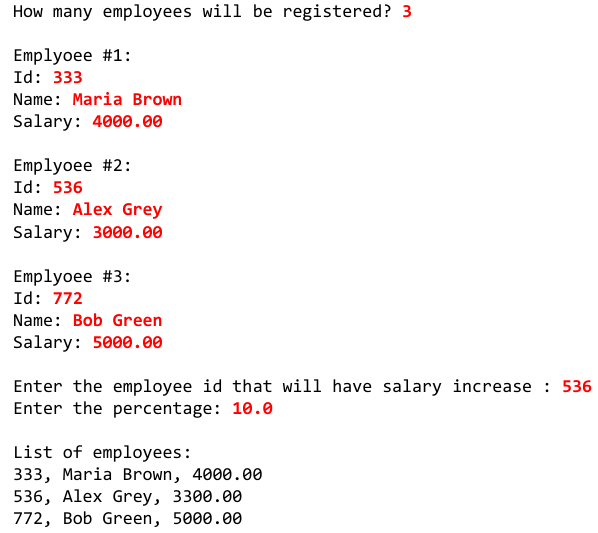 How many employees will be registered? 3
Emplyoee #1:
Id: 333
Name: Maria Brown
Salary: 4000.00
Emplyoee #2:
Id: 536
Name: Alex Grey
Salary: 3000.00
Emplyoee #3:
Id: 772
Name: Bob Green
Salary: 5000.00
Enter the employee id that will have salary increase : 536
Enter the percentage: 10.0
List of employees:
333, Maria Brown, 4000.00
536, Alex Grey, 3300.00
772, Bob Green, 5000.00